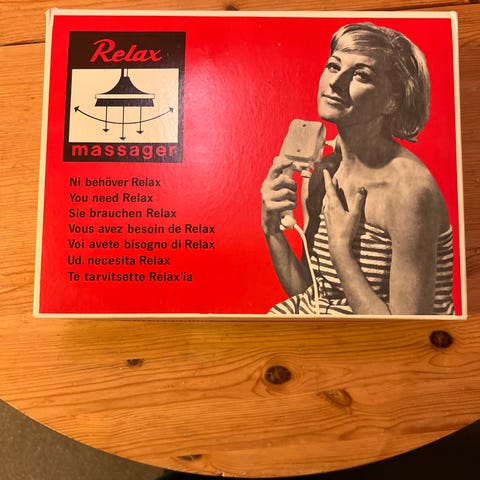 Relax
massager
Ni behöver Relax
You need Relax
Sie brauchen Relax
Vous avez besoin de Relax
Voi avete bisogno di Relax
Ud. necesita Relax
Te tarvitsette Relax'ia